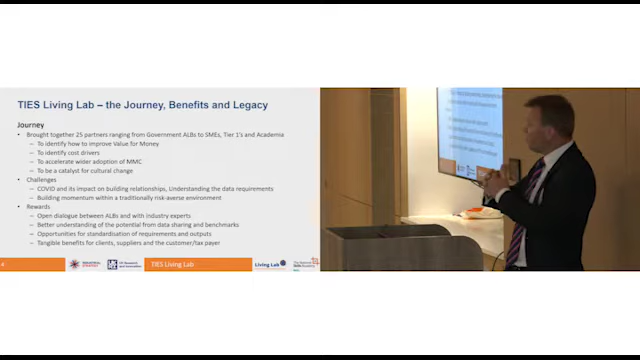 TIES Living Lab – the Journey, Benefits and Legacy
Journey
• Brought together 25 partners ranging from Government ALBs to SMEs, Tier 1's and Academia
– To identify how to improve Value for Money
– To identify cost drivers
– To accelerate wider adoption of MMC
– To be a catalyst for cultural change
• Challenges
– COVID and its impact on building relationships, Understanding the data requirements
– Building momentum within a traditionally risk-averse environment
• Rewards
– Open dialogue between ALBs and with industry experts
– Better understanding of the potential from data sharing and benchmarks
– Opportunities for standardisation of requirements and outputs
– Tangible benefits for clients, suppliers and the customer/tax payer
TIES Living Lab
Living Lab